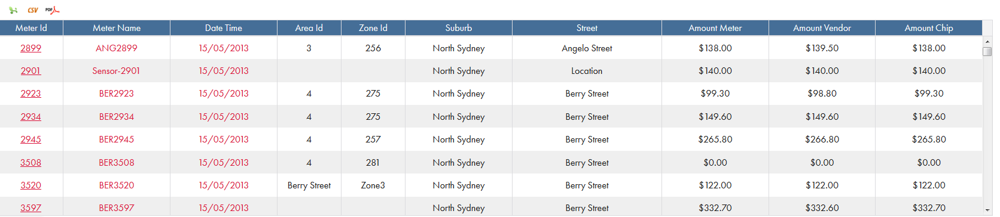 CSV PDF
Meter Id Meter Name Date Time Area Id Zone Id Suburb Street Amount Meter Amount Vendor Amount Chip
2899 ANG2899 15/05/2013 3 256 North Sydney Angelo Street $138.00 $139.50 $138.00
2901 Sensor-2901 15/05/2013 North Sydney Location $140.00 $140.00 $140.00
2923 BER2923 15/05/2013 4 275 North Sydney Berry Street $99.30 $98.80 $99.30
2934 BER2934 15/05/2013 4 275 North Sydney Berry Street $149.60 $149.60 $149.60
2945 BER2945 15/05/2013 4 257 North Sydney Berry Street $265.80 $266.80 $265.80
3508 BER3508 15/05/2013 4 281 North Sydney Berry Street $0.00 $0.00 $0.00
3520 BER3520 15/05/2013 Berry Street Zone3 North Sydney Berry Street $122.00 $122.00 $122.00
3597 BER3597 15/05/2013 North Sydney Berry Street $332.70 $332.60 $332.70